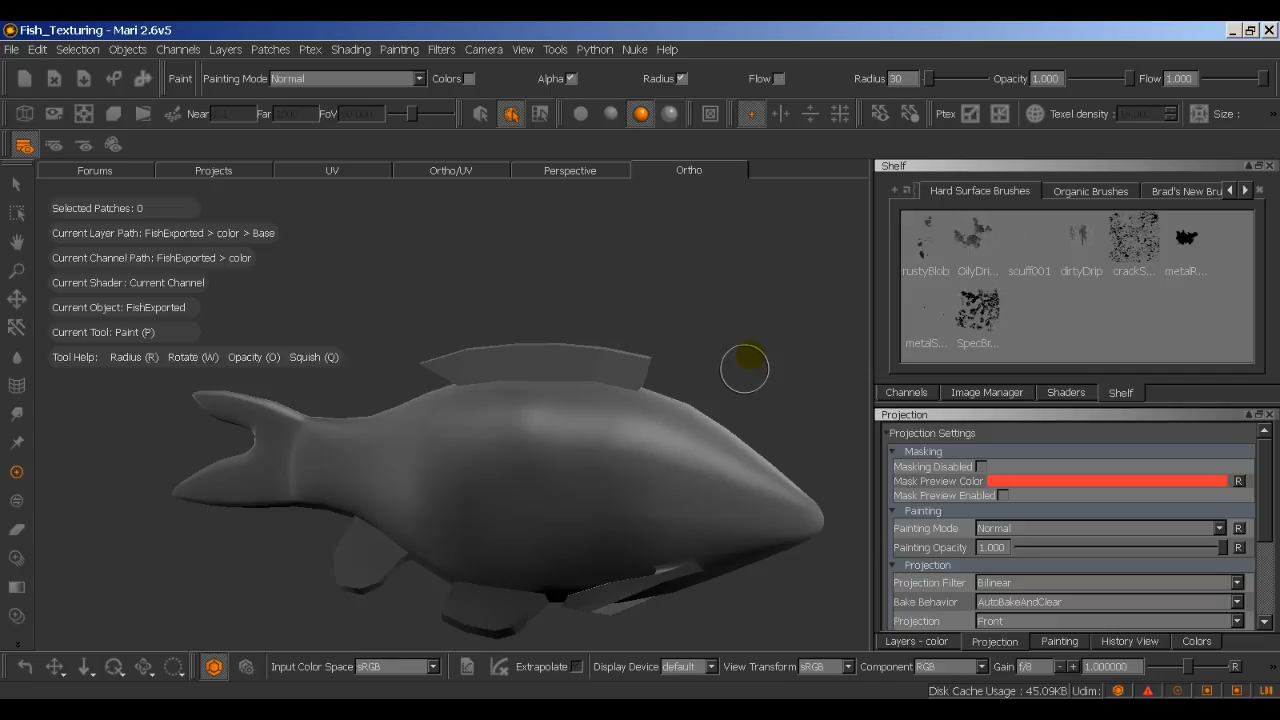 Fish_Texturing - Mari 2.6v5
File Edit Selection Objects Channels Layers Patches Ptex Shading Painting Filters Camera View Tools Python Nuke Help
Paint Painting Mode Normal Colors Alpha Radius Flow Radius 30 Opacity 1.000 Flow 1.000
Near Far FoV Ptex Texel density : Size :
Forums Projects UV Ortho/UV Perspective Ortho
Shelf
Hard Surface Brushes Organic Brushes Brad's New Bru
Selected Patches: 0
Current Layer Path: FishExported > color > Base
Current Channel Path: FishExported > color
Current Shader: Current Channel
Current Object: FishExported
Current Tool: Paint (P)
Tool Help: Radius (R) Rotate (W) Opacity (O) Squish (Q)
rustyBlob OilyDri... scuff001 dirtyDrip crackS... metalR...
metalS... SpecBr...
Channels Image Manager Shaders Shelf
Projection
Projection Settings
Masking
Masking Disabled
Mask Preview Color R
Mask Preview Enabled
Painting
Painting Mode Normal R
Painting Opacity 1.000 R
Projection
Projection Filter Bilinear
Bake Behavior AutoBakeAndClear
Projection Front
Layers - color Projection Painting History View Colors
Input Color Space sRGB Extrapolate Display Device default View Transform sRGB Component RGB Gain f/8 - + 1.000000 R
Disk Cache Usage : 45.09KB Udim: